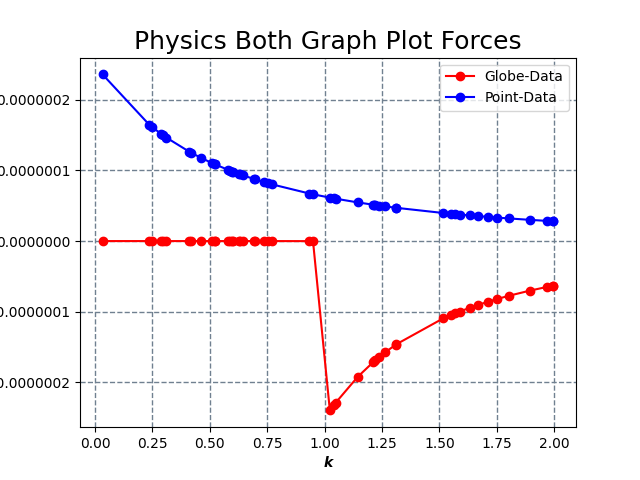 Physics Both Graph Plot Forces
Globe-Data
Point-Data
0.0000002
0.0000001
0.0000000
0.0000001
0.0000002
0.00 0.25 0.50 0.75 1.00 1.25 1.50 1.75 2.00
k